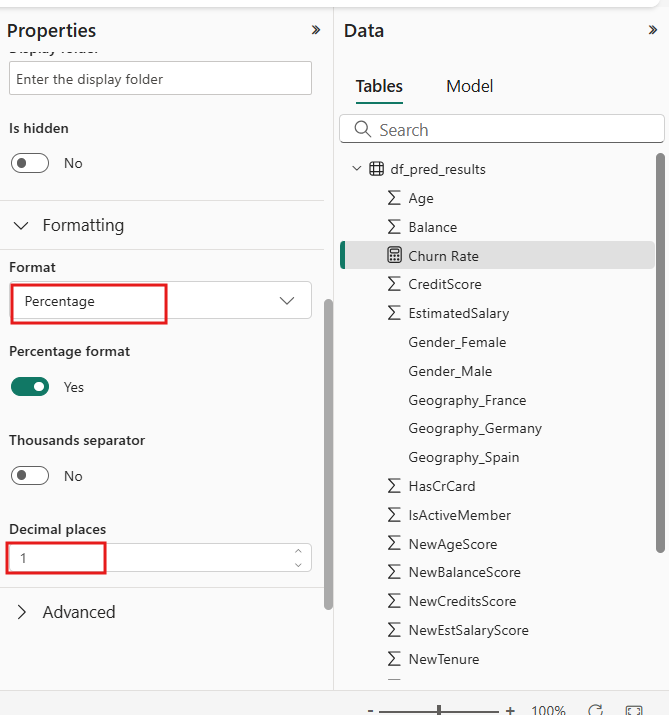 Properties
»
Display folder
Enter the display folder
Is hidden
No
Formatting
Format
Percentage
Percentage format
Yes
Thousands separator
No
Decimal places
1
Advanced
Data
»
Tables
Model
Search
df_pred_results
Age
Balance
Churn Rate
CreditScore
EstimatedSalary
Gender_Female
Gender_Male
Geography_France
Geography_Germany
Geography_Spain
HasCrCard
IsActiveMember
NewAgeScore
NewBalanceScore
NewCreditsScore
NewEstSalaryScore
NewTenure
- + 100%